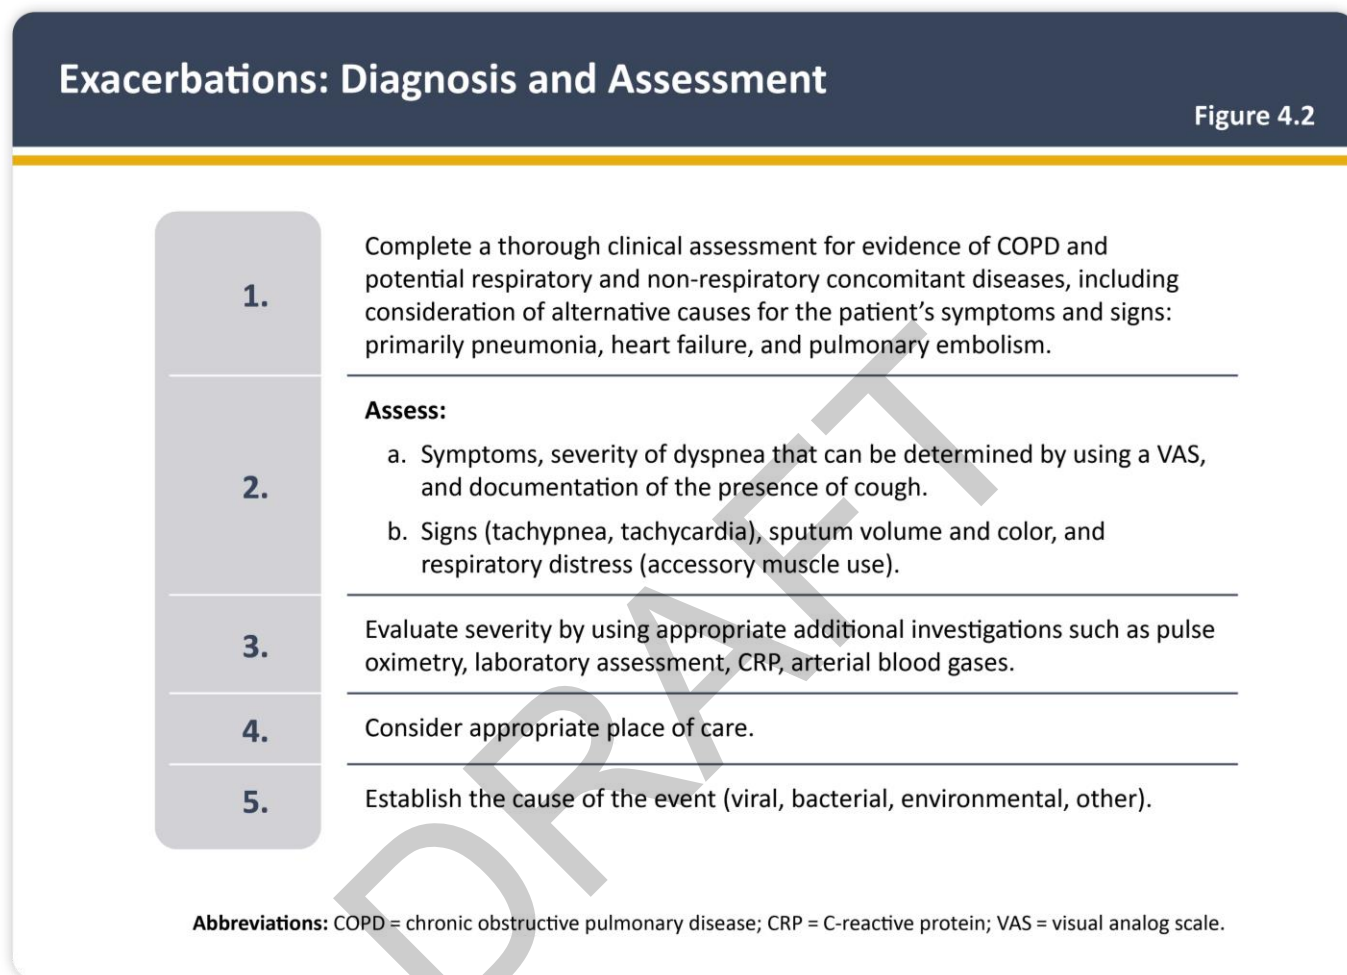 Exacerbations: Diagnosis and Assessment
Figure 4.2
1.
Complete a thorough clinical assessment for evidence of COPD and
potential respiratory and non-respiratory concomitant diseases, including
consideration of alternative causes for the patient’s symptoms and signs:
primarily pneumonia, heart failure, and pulmonary embolism.
2.
Assess:
a. Symptoms, severity of dyspnea that can be determined by using a VAS,
and documentation of the presence of cough.
b. Signs (tachypnea, tachycardia), sputum volume and color, and
respiratory distress (accessory muscle use).
3.
Evaluate severity by using appropriate additional investigations such as pulse
oximetry, laboratory assessment, CRP, arterial blood gases.
4.
Consider appropriate place of care.
5.
Establish the cause of the event (viral, bacterial, environmental, other).
Abbreviations: COPD = chronic obstructive pulmonary disease; CRP = C-reactive protein; VAS = visual analog scale.
DRAFT